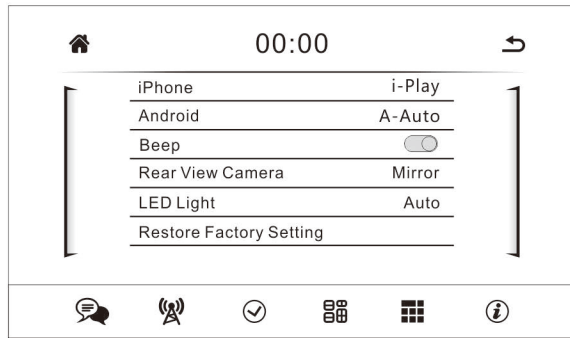 00:00
iPhone i-Play
Android A-Auto
Beep
Rear View Camera Mirror
LED Light Auto
Restore Factory Setting